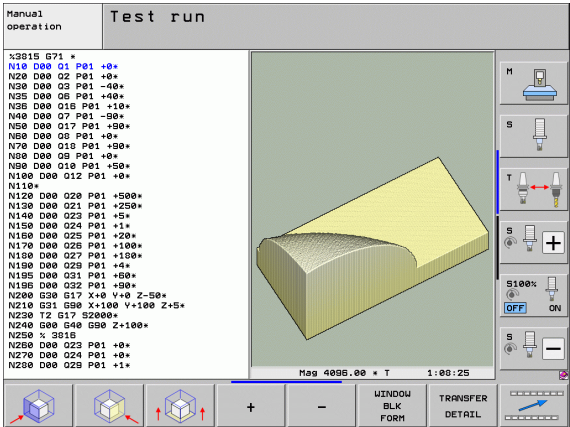 Manual
operation
Test run
%3815 G71 *
N10 D00 Q1 P01 +0*
N20 D00 Q2 P01 +0*
N30 D00 Q3 P01 -40*
N35 D00 Q6 P01 +40*
N36 D00 Q16 P01 +10*
N40 D00 Q7 P01 -90*
N50 D00 Q17 P01 +90*
N60 D00 Q8 P01 +0*
N70 D00 Q18 P01 +90*
N80 D00 Q9 P01 +0*
N90 D00 Q10 P01 +50*
N100 D00 Q12 P01 +0*
N110*
N120 D00 Q20 P01 +500*
N130 D00 Q21 P01 +250*
N140 D00 Q23 P01 +5*
N150 D00 Q24 P01 +1*
N160 D00 Q25 P01 +20*
N170 D00 Q26 P01 +100*
N180 D00 Q27 P01 +180*
N190 D00 Q29 P01 +4*
N195 D00 Q31 P01 +60*
N196 D00 Q32 P01 +90*
N200 G30 G17 X+0 Y+0 Z-50*
N210 G31 G90 X+100 Y+100 Z+5*
N230 T2 G17 S2000*
N240 G00 G40 G90 Z+100*
N250 % 3816
N260 D00 Q23 P01 +0*
N270 D00 Q24 P01 +0*
N280 D00 Q29 P01 +1*
Mag 4096.00 * T 1:08:25
M
S
T
S
+
S100%
OFF ON
S
−
+
−
WINDOW
BLK
FORM
TRANSFER
DETAIL